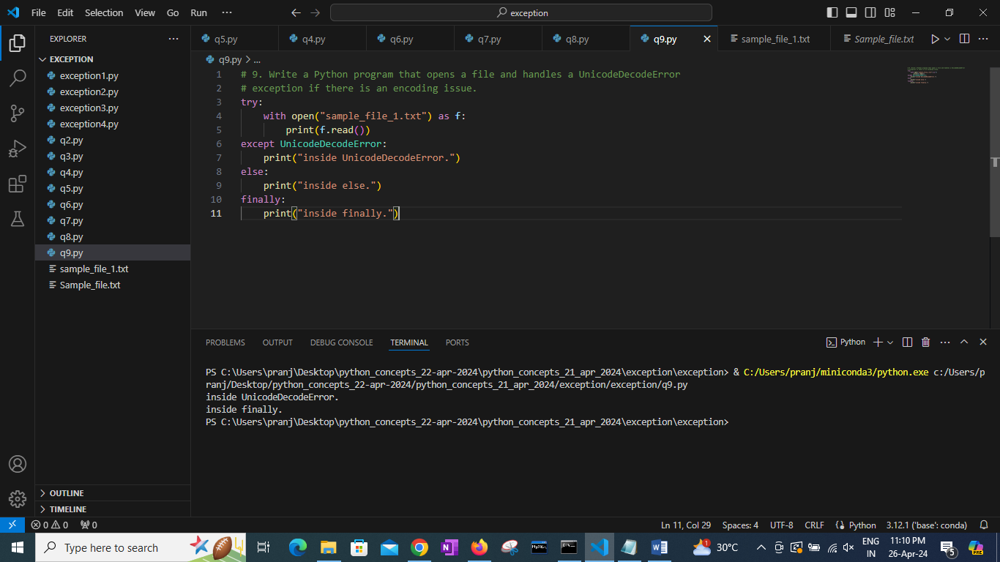 File Edit Selection View Go Run ··· exception
EXPLORER ···
EXCEPTION
exception1.py
exception2.py
exception3.py
exception4.py
q2.py
q3.py
q4.py
q5.py
q6.py
q7.py
q8.py
q9.py
sample_file_1.txt
Sample_file.txt
OUTLINE
TIMELINE
q5.py q4.py q6.py q7.py q8.py q9.py sample_file_1.txt Sample_file.txt ···
q9.py > ...
1 # 9. Write a Python program that opens a file and handles a UnicodeDecodeError
2 # exception if there is an encoding issue.
3 try:
4     with open("sample_file_1.txt") as f:
5         print(f.read())
6 except UnicodeDecodeError:
7     print("inside UnicodeDecodeError.")
8 else:
9     print("inside else.")
10 finally:
11     print("inside finally.")
PROBLEMS OUTPUT DEBUG CONSOLE TERMINAL PORTS Python ···
PS C:\Users\pranj\Desktop\python_concepts_22-apr-2024\python_concepts_21_apr_2024\exception\exception> & C:/Users/pranj/miniconda3/python.exe c:/Users/p
ranj/Desktop/python_concepts_22-apr-2024/python_concepts_21_apr_2024/exception/exception/q9.py
inside UnicodeDecodeError.
inside finally.
PS C:\Users\pranj\Desktop\python_concepts_22-apr-2024\python_concepts_21_apr_2024\exception\exception>
0 0 0 Ln 11, Col 29 Spaces: 4 UTF-8 CRLF Python 3.12.1 ('base': conda)
Type here to search
30°C
ENG
IN
11:10 PM
26-Apr-24
5